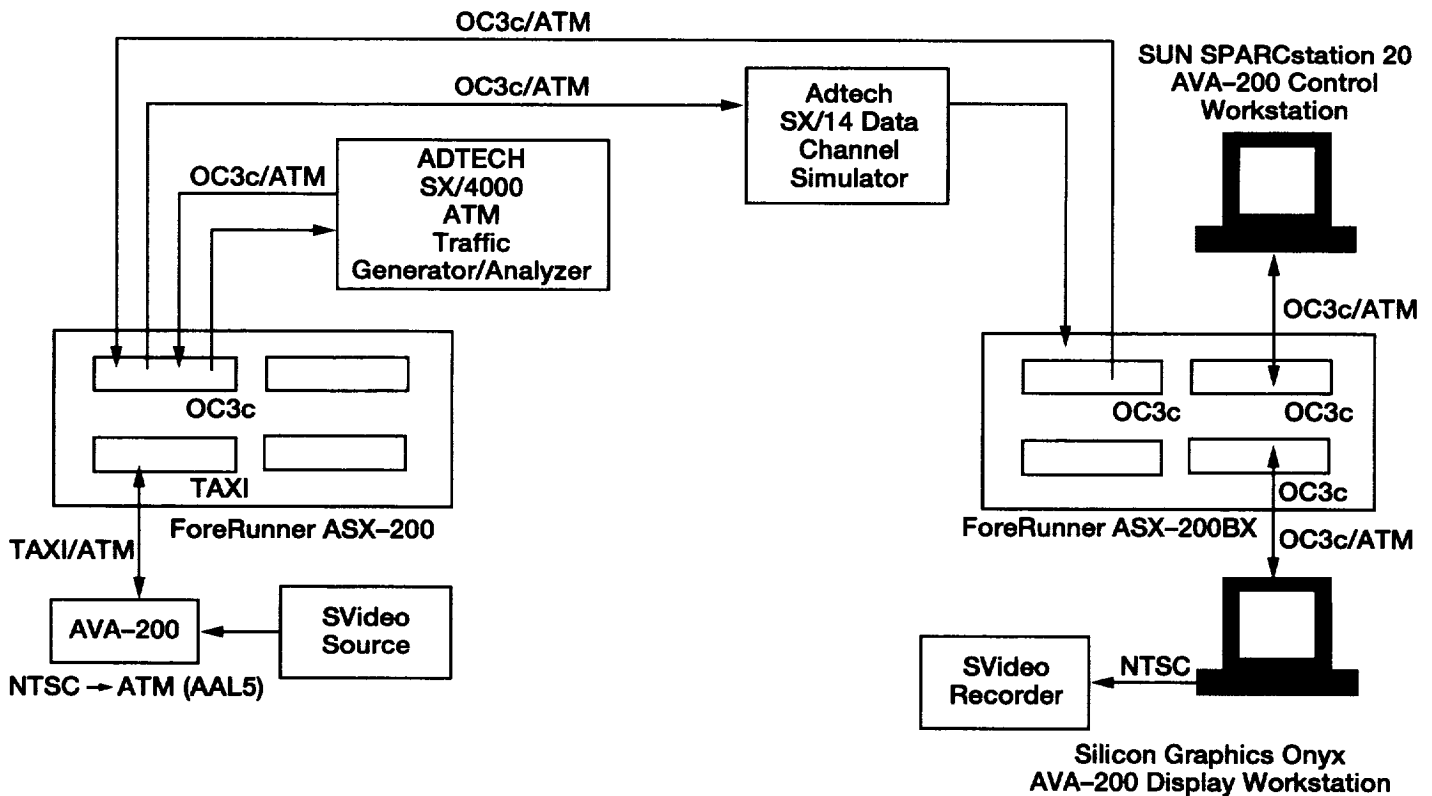 OC3c/ATM
SUN SPARCstation 20
AVA–200 Control
Workstation
OC3c/ATM
Adtech
SX/14 Data
Channel
Simulator
OC3c/ATM
ADTECH
SX/4000
ATM
Traffic
Generator/Analyzer
OC3c/ATM
OC3c
TAXI
ForeRunner ASX–200
OC3c
OC3c
OC3c
ForeRunner ASX–200BX
OC3c/ATM
TAXI/ATM
AVA–200
SVideo
Source
NTSC → ATM (AAL5)
SVideo
Recorder
NTSC
Silicon Graphics Onyx
AVA–200 Display Workstation